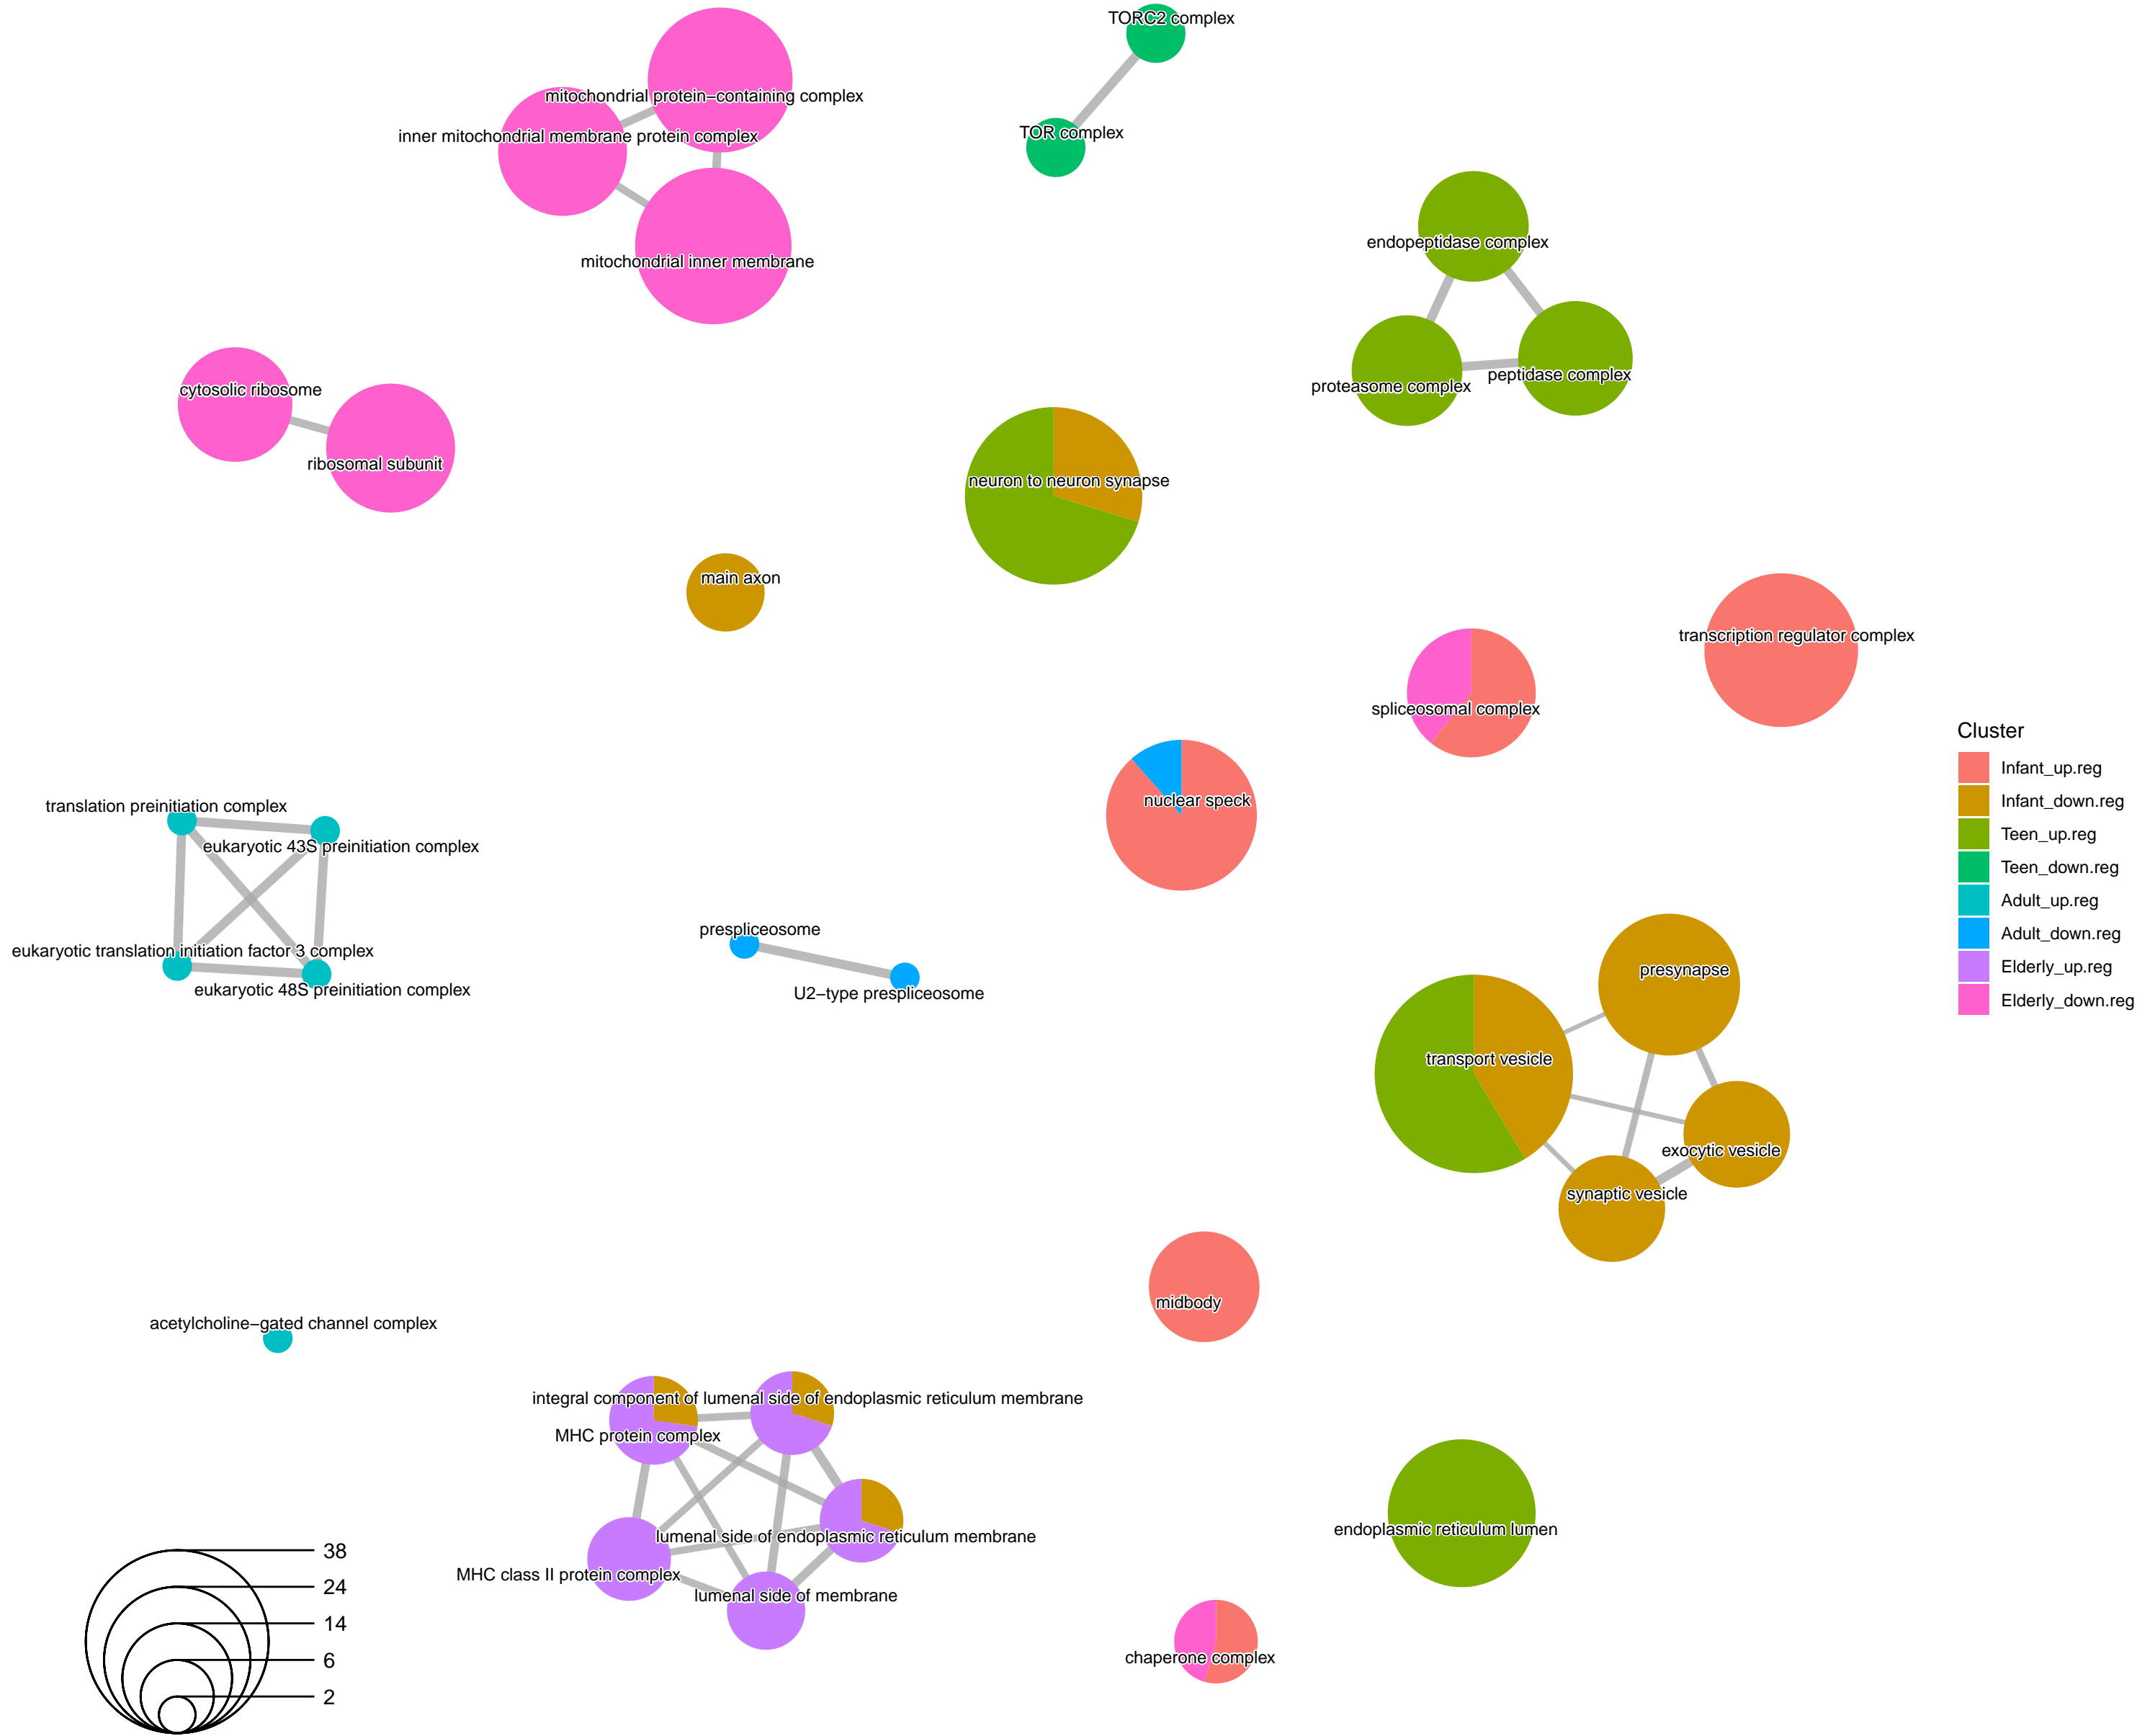 TORC2 complex
mitochondrial protein−containing complex
TOR complex
inner mitochondrial membrane protein complex
endopeptidase complex
mitochondrial inner membrane
peptidase complex
proteasome complex
cytosolic ribosome
ribosomal subunit
neuron to neuron synapse
main axon
transcription regulator complex
spliceosomal complex
Cluster
Infant_up.reg
Infant_down.reg
Teen_up.reg
Teen_down.reg
Adult_up.reg
Adult_down.reg
Elderly_up.reg
Elderly_down.reg
nuclear speck
translation preinitiation complex
eukaryotic 43S preinitiation complex
prespliceosome
eukaryotic translation initiation factor 3 complex
eukaryotic 48S preinitiation complex
U2−type prespliceosome
presynapse
transport vesicle
exocytic vesicle
synaptic vesicle
midbody
acetylcholine−gated channel complex
integral component of lumenal side of endoplasmic reticulum membrane
MHC protein complex
lumenal side of endoplasmic reticulum membrane
endoplasmic reticulum lumen
MHC class II protein complex
lumenal side of membrane
chaperone complex
38
24
14
6
2